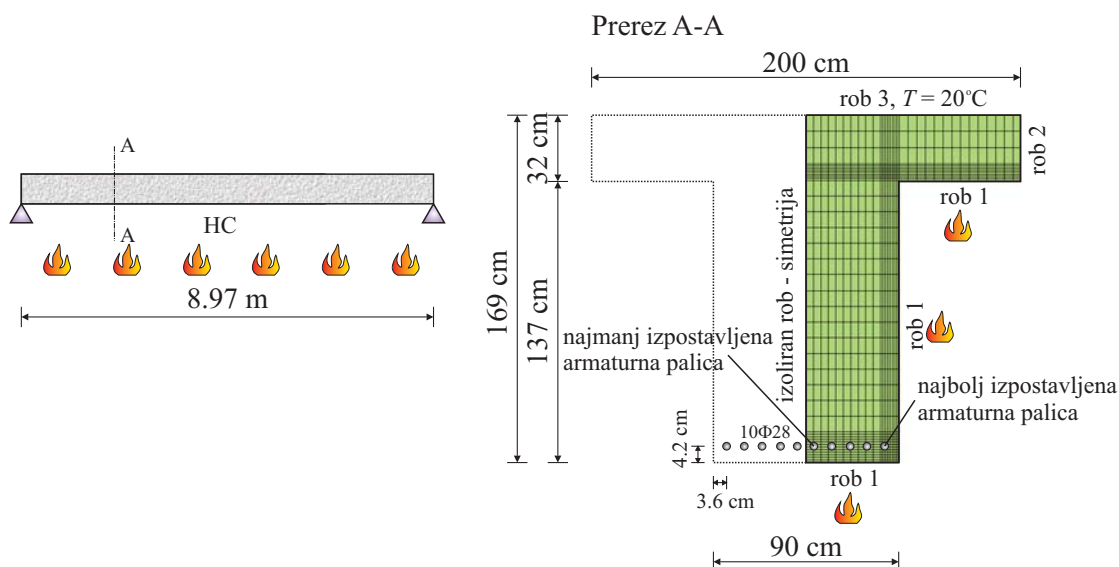 Prerez A-A
200 cm
rob 3, T = 20°C
A
A
HC
8.97 m
169 cm
32 cm
137 cm
rob 2
rob 1
rob 1
izoliran rob - simetrija
najmanj izpostavljena
armaturna palica
najbolj izpostavljena
armaturna palica
10Φ28
4.2 cm
3.6 cm
rob 1
90 cm